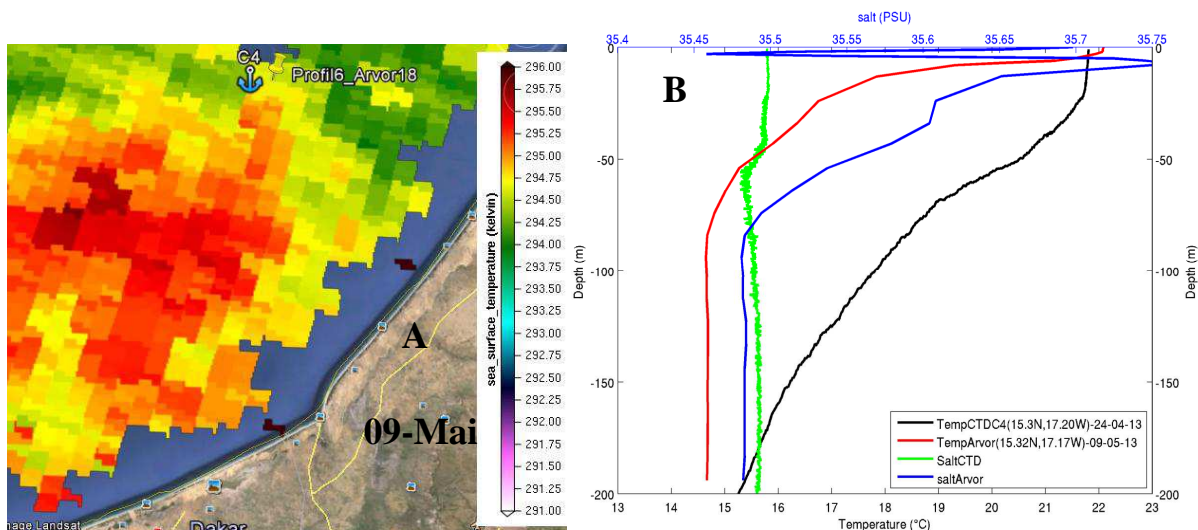 C4
Profil6_Arvor18
A
09-Mai
Dakar
mage Landsat
sea_surface_temperature (kelvin)
296.00
295.75
295.50
295.25
295.00
294.75
294.50
294.25
294.00
293.75
293.50
293.25
293.00
292.75
292.50
292.25
292.00
291.75
291.50
291.25
291.00
salt (PSU)
35.4 35.45 35.5 35.55 35.6 35.65 35.7 35.75
B
Depth (m)
0
-50
-100
-150
-200
Depth (m)
0
-50
-100
-150
-200
TempCTDC4(15.3N,17.20W)-24-04-13
TempArvor(15.32N,17.17W)-09-05-13
SaltCTD
saltArvor
13 14 15 16 17 18 19 20 21 22 23
Temperature (°C)